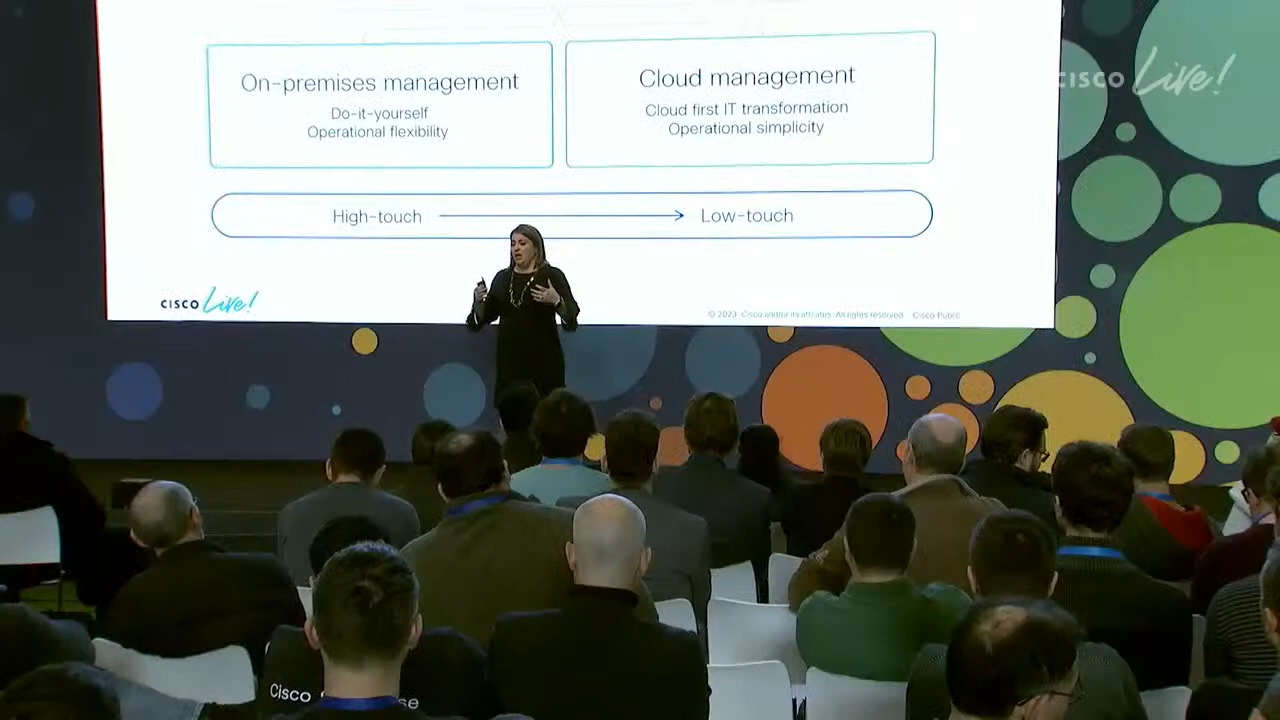 On-premises management
Do-it-yourself
Operational flexibility
Cloud management
Cloud first IT transformation
Operational simplicity
High-touch
Low-touch
CISCO Live!
© 2023 Cisco and/or its affiliates. All rights reserved. Cisco Public
CISCO Live!
Cisco